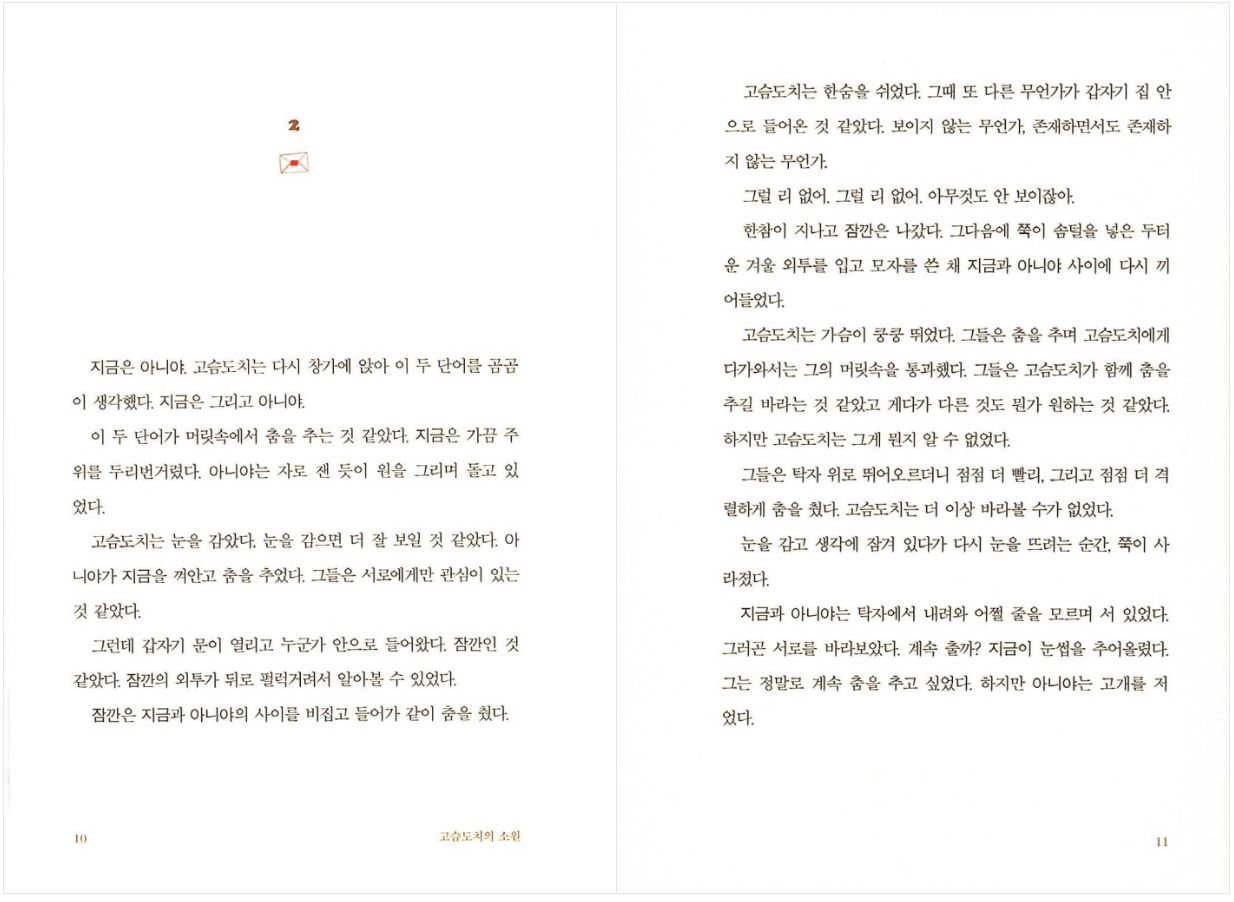 2
지금은 아니야. 고슴도치는 다시 창가에 앉아 이 두 단어를 곰곰
이 생각했다. 지금은 그리고 아니야.
이 두 단어가 머릿속에서 춤을 추는 것 같았다. 지금은 가끔 주
위를 두리번거렸다. 아니야는 자로 잰 듯이 원을 그리며 돌고 있
었다.
고슴도치는 눈을 감았다. 눈을 감으면 더 잘 보일 것 같았다. 아
니야가 지금을 껴안고 춤을 추었다. 그들은 서로에게만 관심이 있는
것 같았다.
그런데 갑자기 문이 열리고 누군가 안으로 들어왔다. 잠깐인 것
같았다. 잠깐의 외투가 뒤로 펄럭거려서 알아볼 수 있었다.
잠깐은 지금과 아니야의 사이를 비집고 들어가 같이 춤을 췄다.
10
고슴도치의 소원
고슴도치는 한숨을 쉬었다. 그때 또 다른 무언가가 갑자기 집 안
으로 들어온 것 같았다. 보이지 않는 무언가, 존재하면서도 존재하
지 않는 무언가.
그럴 리 없어. 그럴 리 없어. 아무것도 안 보이잖아.
한참이 지나고 잠깐은 나갔다. 그다음에 쭉이 솜털을 넣은 두터
운 겨울 외투를 입고 모자를 쓴 채 지금과 아니야 사이에 다시 끼
어들었다.
고슴도치는 가슴이 쿵쿵 뛰었다. 그들은 춤을 추며 고슴도치에게
다가와서는 그의 머릿속을 통과했다. 그들은 고슴도치가 함께 춤을
추길 바라는 것 같았고 게다가 다른 것도 뭔가 원하는 것 같았다.
하지만 고슴도치는 그게 뭔지 알 수 없었다.
그들은 탁자 위로 뛰어오르더니 점점 더 빨리, 그리고 점점 더 격
렬하게 춤을 췄다. 고슴도치는 더 이상 바라볼 수가 없었다.
눈을 감고 생각에 잠겨 있다가 다시 눈을 뜨려는 순간, 쭉이 사
라졌다.
지금과 아니야는 탁자에서 내려와 어쩔 줄을 모르며 서 있었다.
그러곤 서로를 바라보았다. 계속 출까? 지금이 눈썹을 추어올렸다.
그는 정말로 계속 춤을 추고 싶었다. 하지만 아니야는 고개를 저
었다.
11